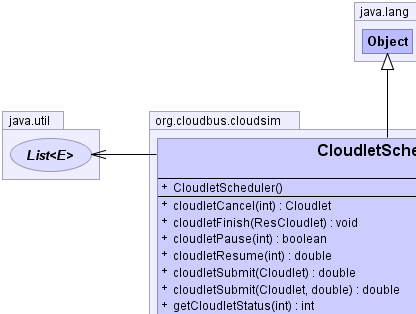 java.lang
Object
java.util
List<E>
org.cloudbus.cloudsim
CloudletSche
+ CloudletScheduler()
+ cloudletCancel(int) : Cloudlet
+ cloudletFinish(ResCloudlet) : void
+ cloudletPause(int) : boolean
+ cloudletResume(int) : double
+ cloudletSubmit(Cloudlet) : double
+ cloudletSubmit(Cloudlet, double) : double
+ getCloudletStatus(int) : int